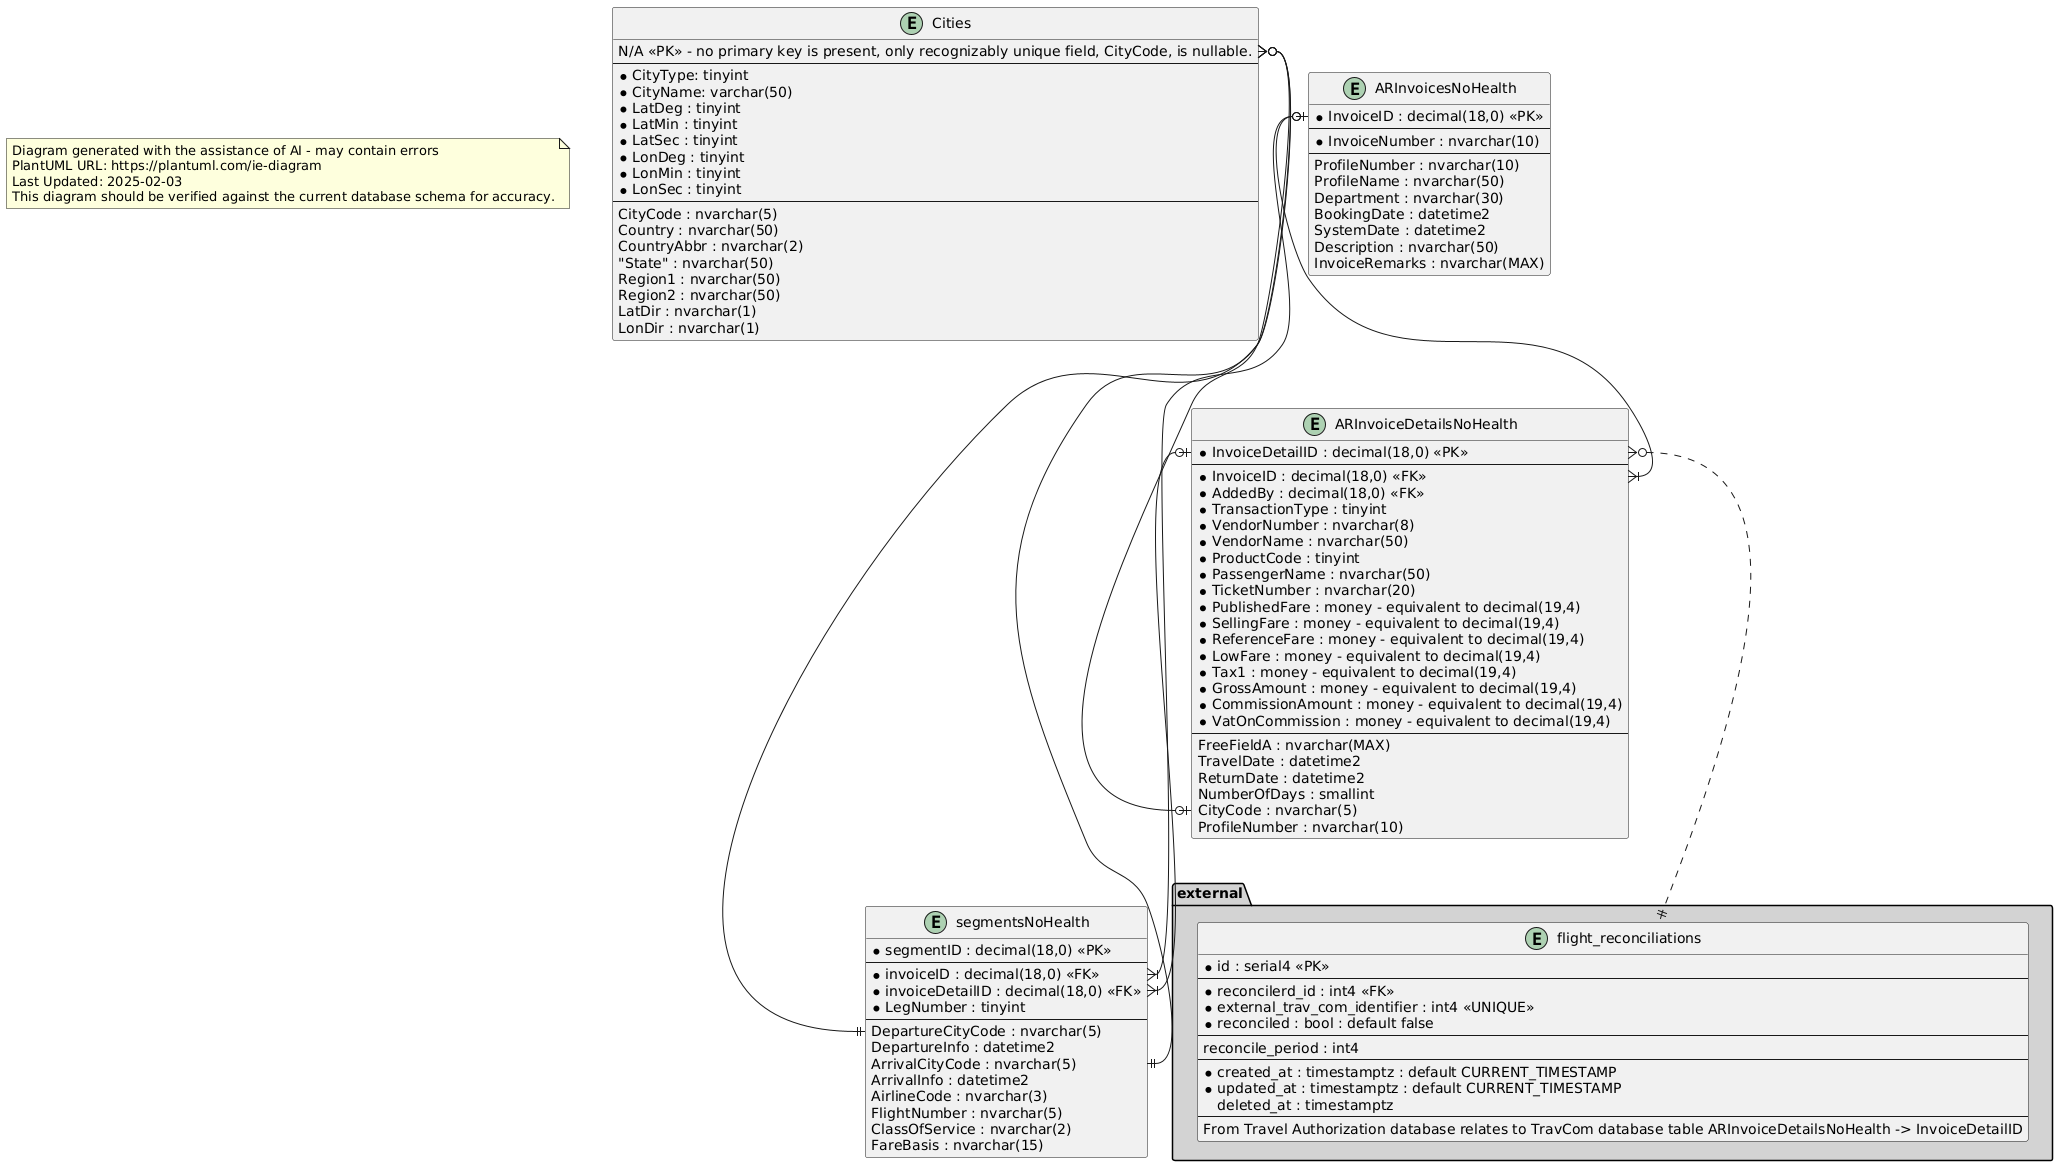 Diagram generated with the assistance of AI - may contain errors
PlantUML URL: https://plantuml.com/ie-diagram
Last Updated: 2025-02-03
This diagram should be verified against the current database schema for accuracy.
E Cities
N/A «PK» - no primary key is present, only recognizably unique field, CityCode, is nullable.
CityType: tinyint
CityName: varchar(50)
LatDeg : tinyint
LatMin : tinyint
LatSec : tinyint
LonDeg : tinyint
LonMin : tinyint
LonSec : tinyint
CityCode : nvarchar(5)
Country : nvarchar(50)
CountryAbbr : nvarchar(2)
"State" : nvarchar(50)
Region1 : nvarchar(50)
Region2 : nvarchar(50)
LatDir : nvarchar(1)
LonDir : nvarchar(1)
E ARInvoicesNoHealth
InvoiceID : decimal(18,0) «PK»
InvoiceNumber : nvarchar(10)
ProfileNumber : nvarchar(10)
ProfileName : nvarchar(50)
Department : nvarchar(30)
BookingDate : datetime2
SystemDate : datetime2
Description : nvarchar(50)
InvoiceRemarks : nvarchar(MAX)
E ARInvoiceDetailsNoHealth
InvoiceDetailID : decimal(18,0) «PK»
InvoiceID : decimal(18,0) «FK»
AddedBy : decimal(18,0) «FK»
TransactionType : tinyint
VendorNumber : nvarchar(8)
VendorName : nvarchar(50)
ProductCode : tinyint
PassengerName : nvarchar(50)
TicketNumber : nvarchar(20)
PublishedFare : money - equivalent to decimal(19,4)
SellingFare : money - equivalent to decimal(19,4)
ReferenceFare : money - equivalent to decimal(19,4)
LowFare : money - equivalent to decimal(19,4)
Tax1 : money - equivalent to decimal(19,4)
GrossAmount : money - equivalent to decimal(19,4)
CommissionAmount : money - equivalent to decimal(19,4)
VatOnCommission : money - equivalent to decimal(19,4)
FreeFieldA : nvarchar(MAX)
TravelDate : datetime2
ReturnDate : datetime2
NumberOfDays : smallint
CityCode : nvarchar(5)
ProfileNumber : nvarchar(10)
E segmentsNoHealth
segmentID : decimal(18,0) «PK»
invoiceID : decimal(18,0) «FK»
invoiceDetailID : decimal(18,0) «FK»
LegNumber : tinyint
DepartureCityCode : nvarchar(5)
DepartureInfo : datetime2
ArrivalCityCode : nvarchar(5)
ArrivalInfo : datetime2
AirlineCode : nvarchar(3)
FlightNumber : nvarchar(5)
ClassOfService : nvarchar(2)
FareBasis : nvarchar(15)
external
E flight_reconciliations
id : serial4 «PK»
reconcilerd_id : int4 «FK»
external_trav_com_identifier : int4 «UNIQUE»
reconciled : bool : default false
reconcile_period : int4
created_at : timestamptz : default CURRENT_TIMESTAMP
updated_at : timestamptz : default CURRENT_TIMESTAMP
deleted_at : timestamptz
From Travel Authorization database relates to TravCom database table ARInvoiceDetailsNoHealth -> InvoiceDetailID